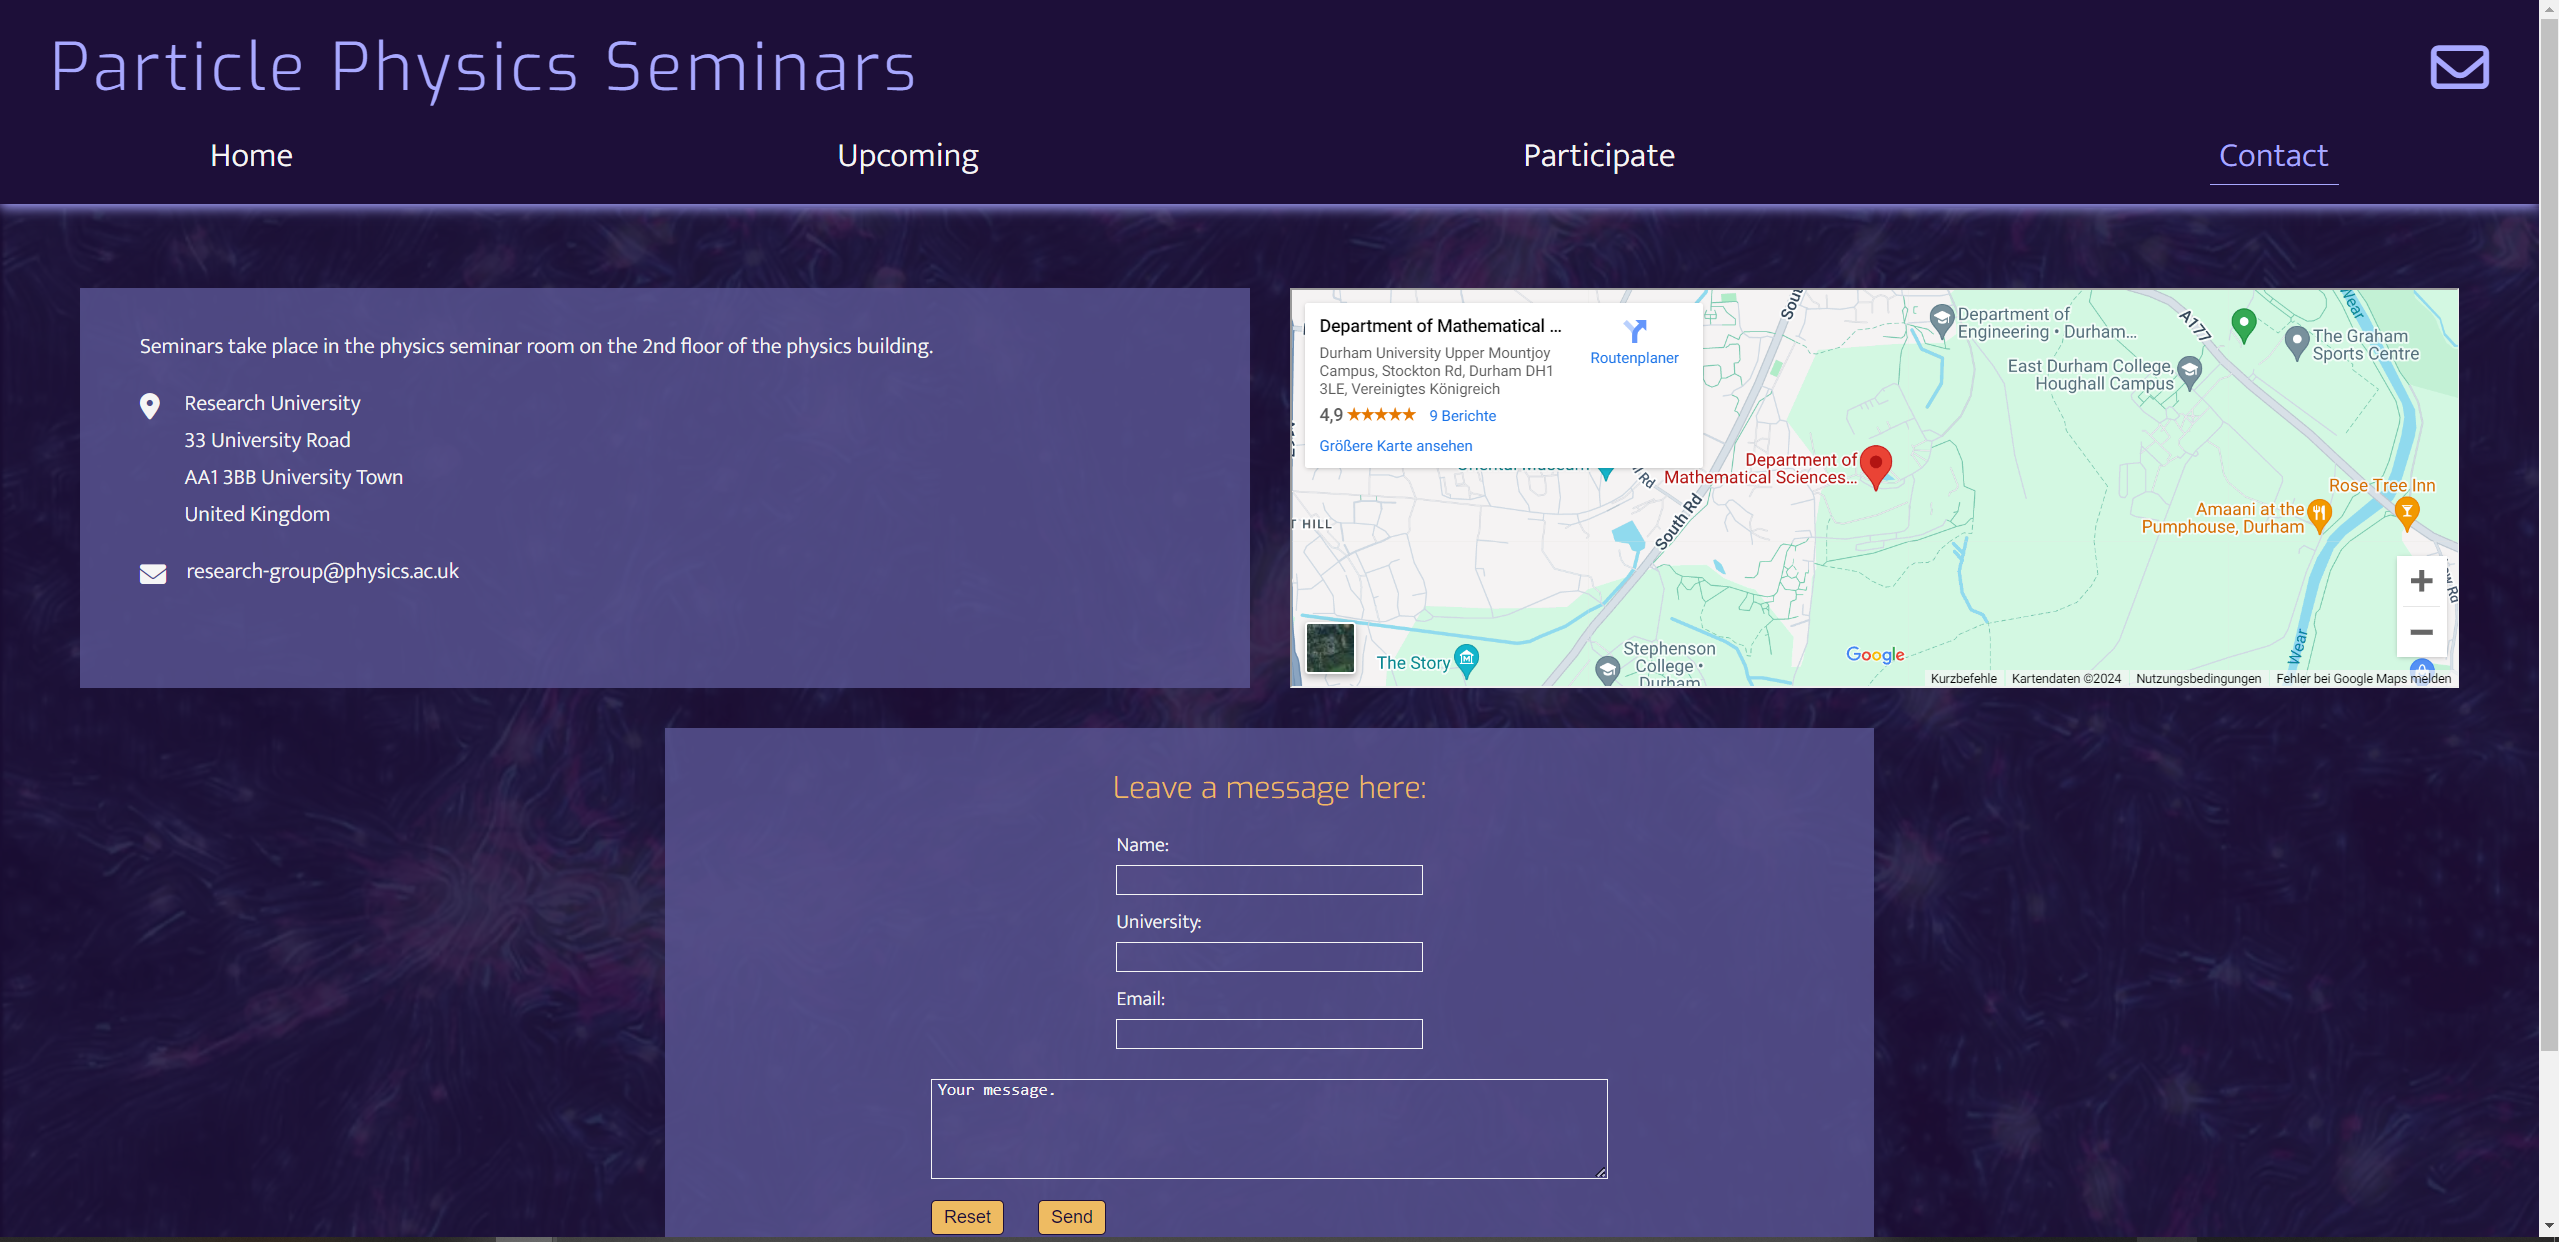 Particle Physics Seminars
Home
Upcoming
Participate
Contact
Seminars take place in the physics seminar room on the 2nd floor of the physics building.
Research University
33 University Road
AA1 3BB University Town
United Kingdom
research-group@physics.ac.uk
Department of Mathematical ...
Durham University Upper Mountjoy
Campus, Stockton Rd, Durham DH1
3LE, Vereinigtes Königreich
4,9
9 Berichte
Größere Karte ansehen
Routenplaner
South Rd
Department of
Engineering • Durham...
A177
Wear
The Graham
Sports Centre
East Durham College,
Houghall Campus
Department of
Mathematical Sciences...
Rose Tree Inn
Amaani at the
Pumphouse, Durham
T HILL
The Story
Stephenson
College •
Durham
Wear
Google
Kurzbefehle
Kartendaten ©2024
Nutzungsbedingungen
Fehler bei Google Maps melden
Leave a message here:
Name:
University:
Email:
Your message.
Reset
Send